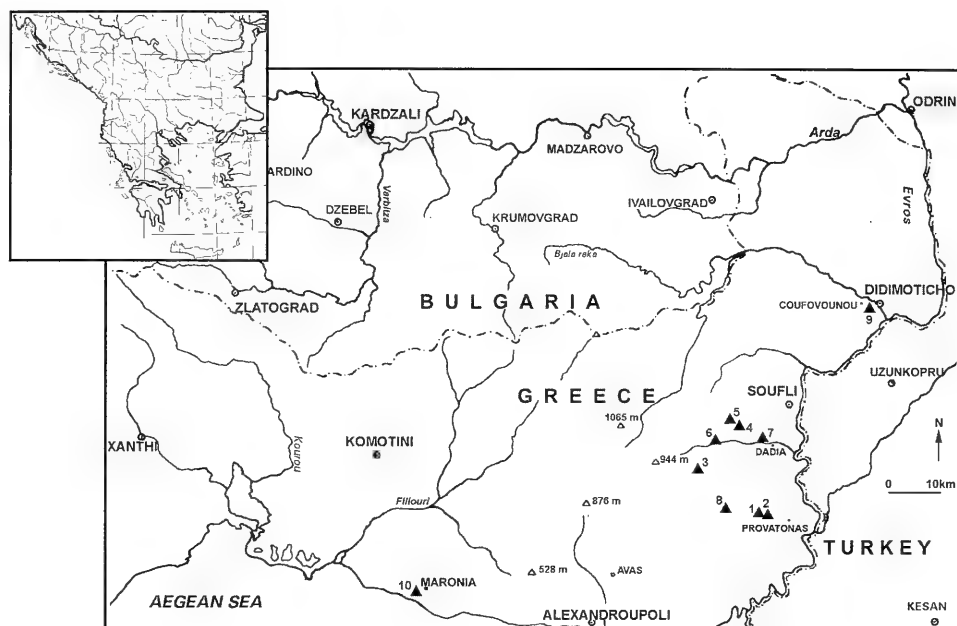 ODRIN
KARDZALI
Arda
MADZAROVO
ARDINO
Varbitza
IVAILOVGRAD
DZEBEL
KRUMOVGRAD
Evros
Bjala reka
ZLATOGRAD
BULGARIA
DIDIMOTICHO
COUFOVOUNOU
9
UZUNKOPRU
GREECE
SOUFLI
1065 m
5
4
6
7
N
XANTHI
KOMOTINI
Kourou
DADIA
944 m
3
0 10km
Filiouri
876 m
8
1 2
PROVATONAS
TURKEY
528 m
AVAS
10
MARONIA
AEGEAN SEA
ALEXANDROUPOLI
KESAN